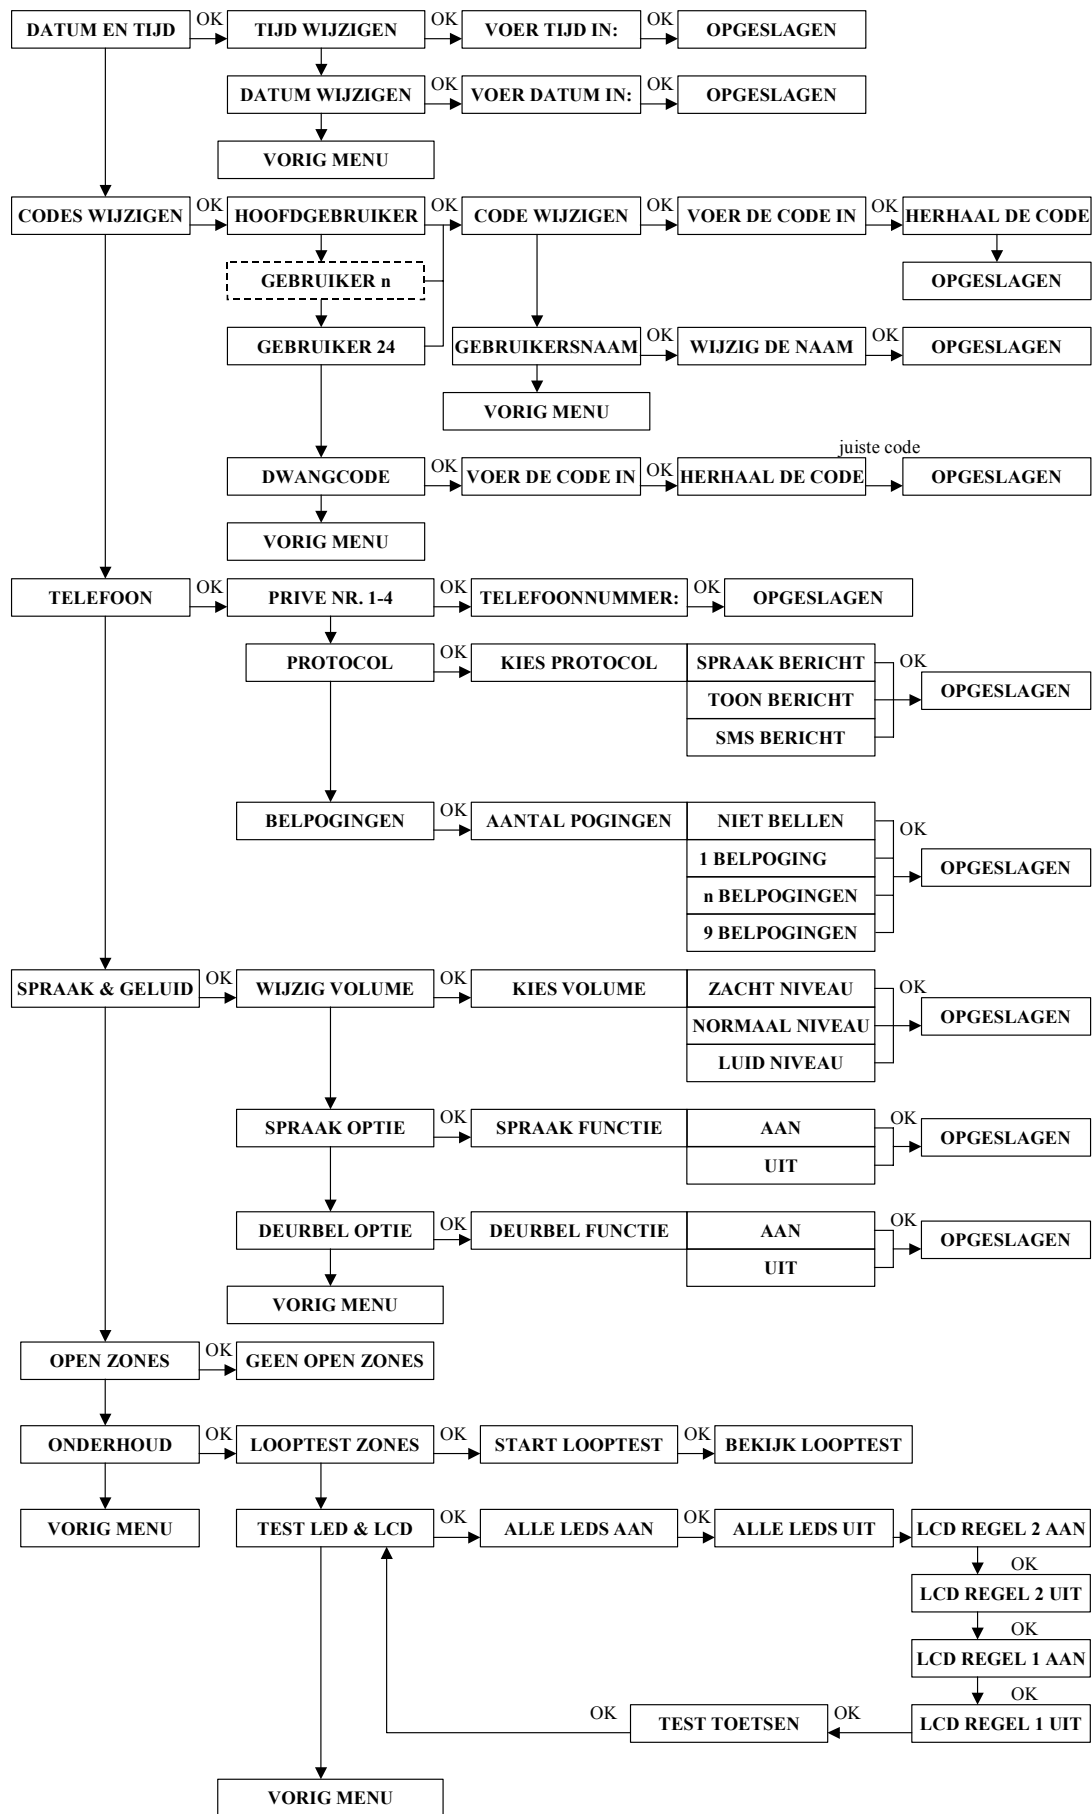 DATUM EN TIJD OK TIJD WIJZIGEN OK VOER TIJD IN: OK OPGESLAGEN
DATUM WIJZIGEN OK VOER DATUM IN: OK OPGESLAGEN
VORIG MENU
CODES WIJZIGEN OK HOOFDGEBRUIKER OK CODE WIJZIGEN OK VOER DE CODE IN OK HERHAAL DE CODE
GEBRUIKER n OPGESLAGEN
GEBRUIKER 24 GEBRUIKERSNAAM OK WIJZIG DE NAAM OK OPGESLAGEN
VORIG MENU
juiste code
DWANGCODE OK VOER DE CODE IN OK HERHAAL DE CODE OPGESLAGEN
VORIG MENU
TELEFOON OK PRIVE NR. 1-4 OK TELEFOONNUMMER: OK OPGESLAGEN
PROTOCOL OK KIES PROTOCOL SPRAAK BERICHT OK
TOON BERICHT OPGESLAGEN
SMS BERICHT
BELPOGINGEN OK AANTAL POGINGEN NIET BELLEN OK
1 BELPOGING OPGESLAGEN
n BELPOGINGEN
9 BELPOGINGEN
SPRAAK & GELUID OK WIJZIG VOLUME OK KIES VOLUME ZACHT NIVEAU OK
NORMAAL NIVEAU OPGESLAGEN
LUID NIVEAU
SPRAAK OPTIE OK SPRAAK FUNCTIE AAN OK OPGESLAGEN
UIT
DEURBEL OPTIE OK DEURBEL FUNCTIE AAN OK OPGESLAGEN
UIT
VORIG MENU
OPEN ZONES OK GEEN OPEN ZONES
ONDERHOUD OK LOOPTEST ZONES OK START LOOPTEST OK BEKIJK LOOPTEST
VORIG MENU TEST LED & LCD OK ALLE LEDS AAN OK ALLE LEDS UIT OK LCD REGEL 2 AAN
OK
LCD REGEL 2 UIT
OK
LCD REGEL 1 AAN
OK
OK TEST TOETSEN OK LCD REGEL 1 UIT
VORIG MENU